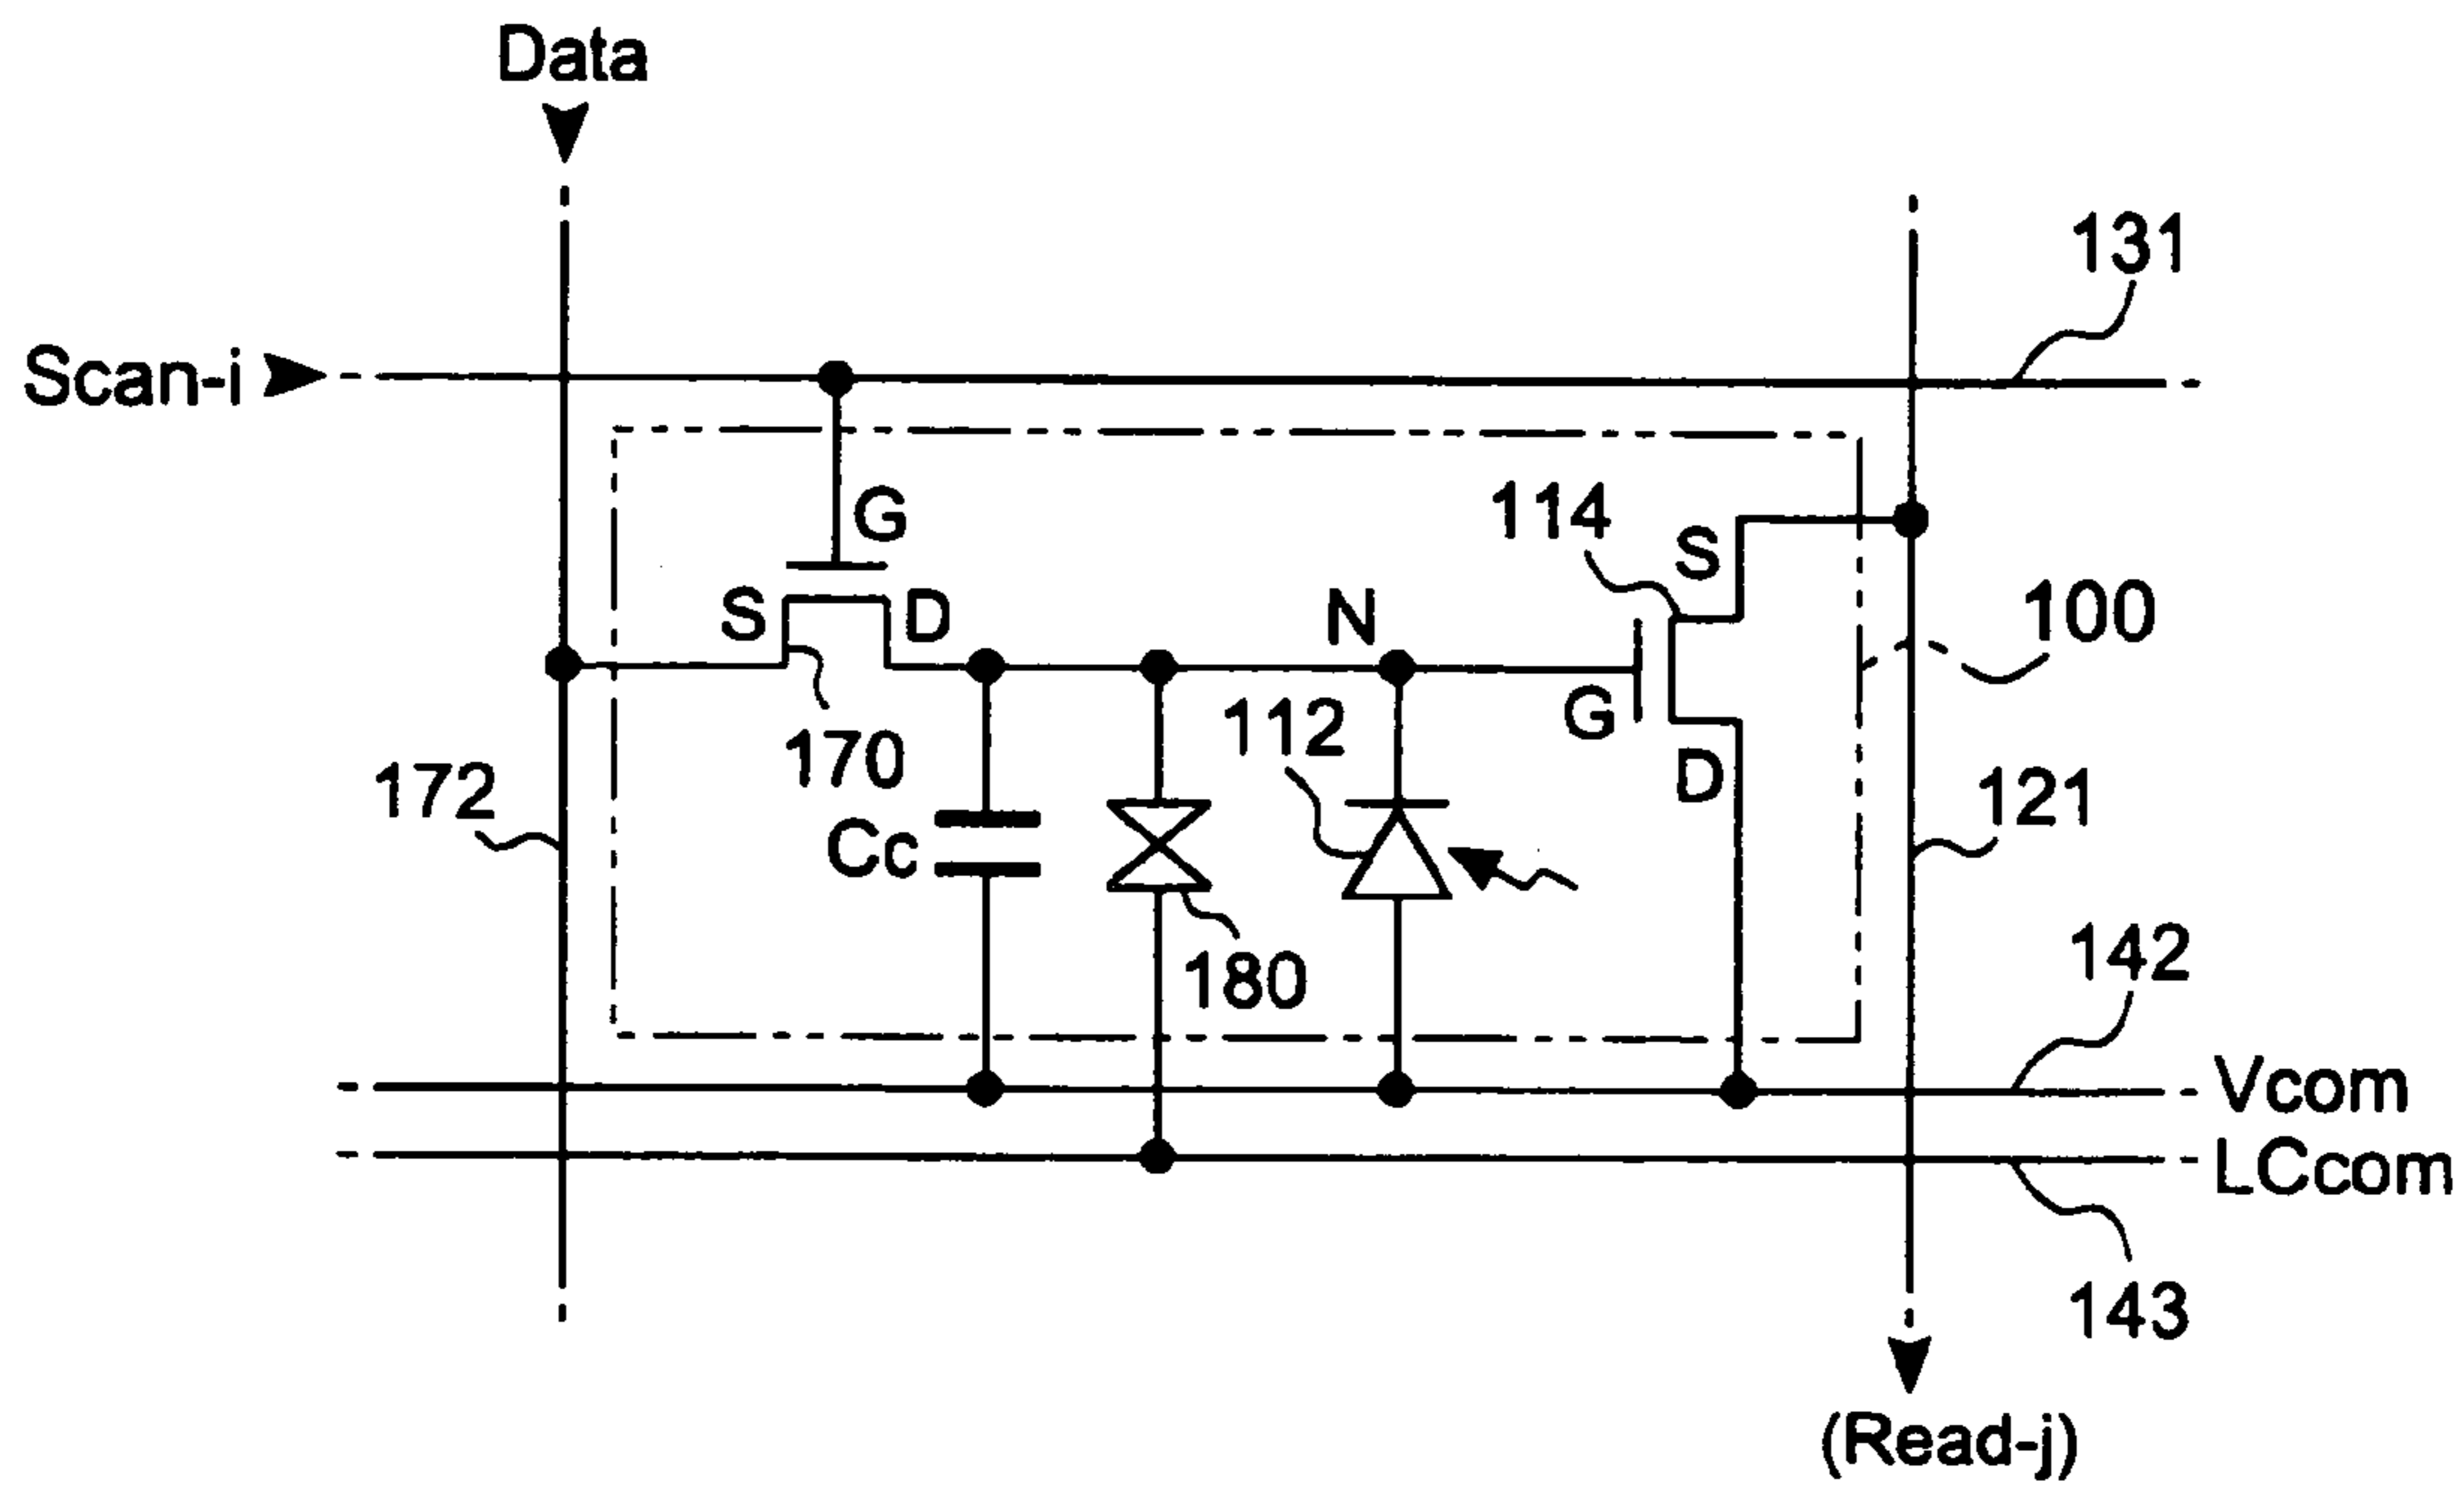 Data
131
Scan-i
G
114
S
100
S
D
N
G
112
170
D
172
121
Cc
142
180
Vcom
LCcom
143
(Read-j)